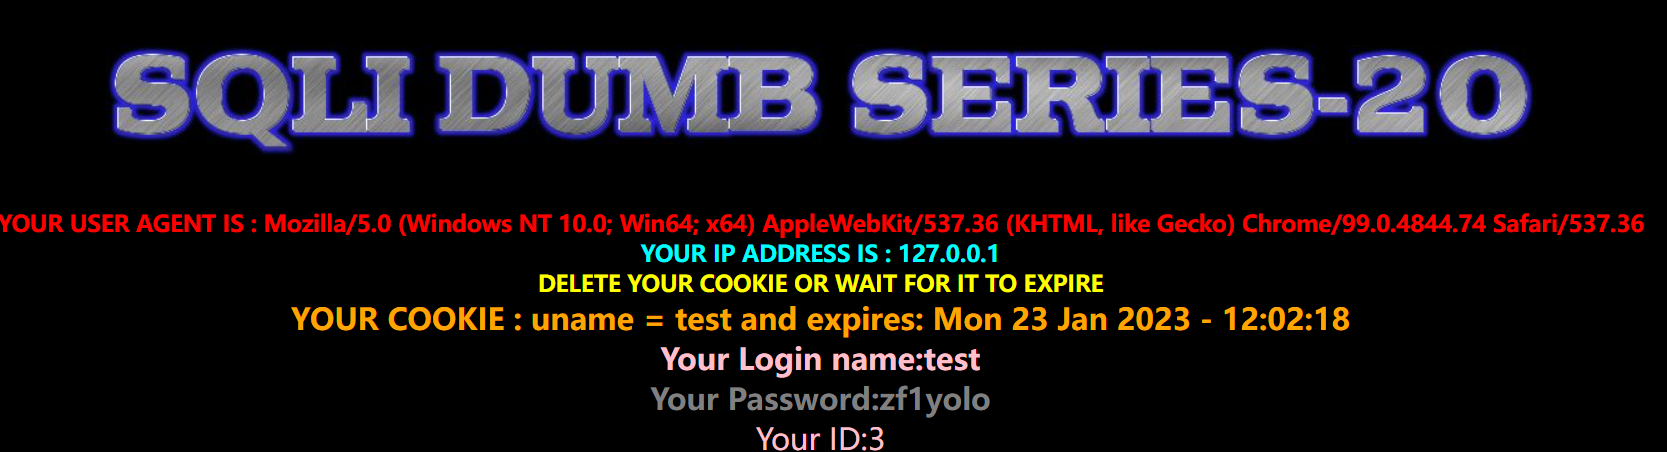 SQLI DUMB SERIES-20
YOUR USER AGENT IS : Mozilla/5.0 (Windows NT 10.0; Win64; x64) AppleWebKit/537.36 (KHTML, like Gecko) Chrome/99.0.4844.74 Safari/537.36
YOUR IP ADDRESS IS : 127.0.0.1
DELETE YOUR COOKIE OR WAIT FOR IT TO EXPIRE
YOUR COOKIE : uname = test and expires: Mon 23 Jan 2023 - 12:02:18
Your Login name:test
Your Password:zf1yolo
Your ID:3